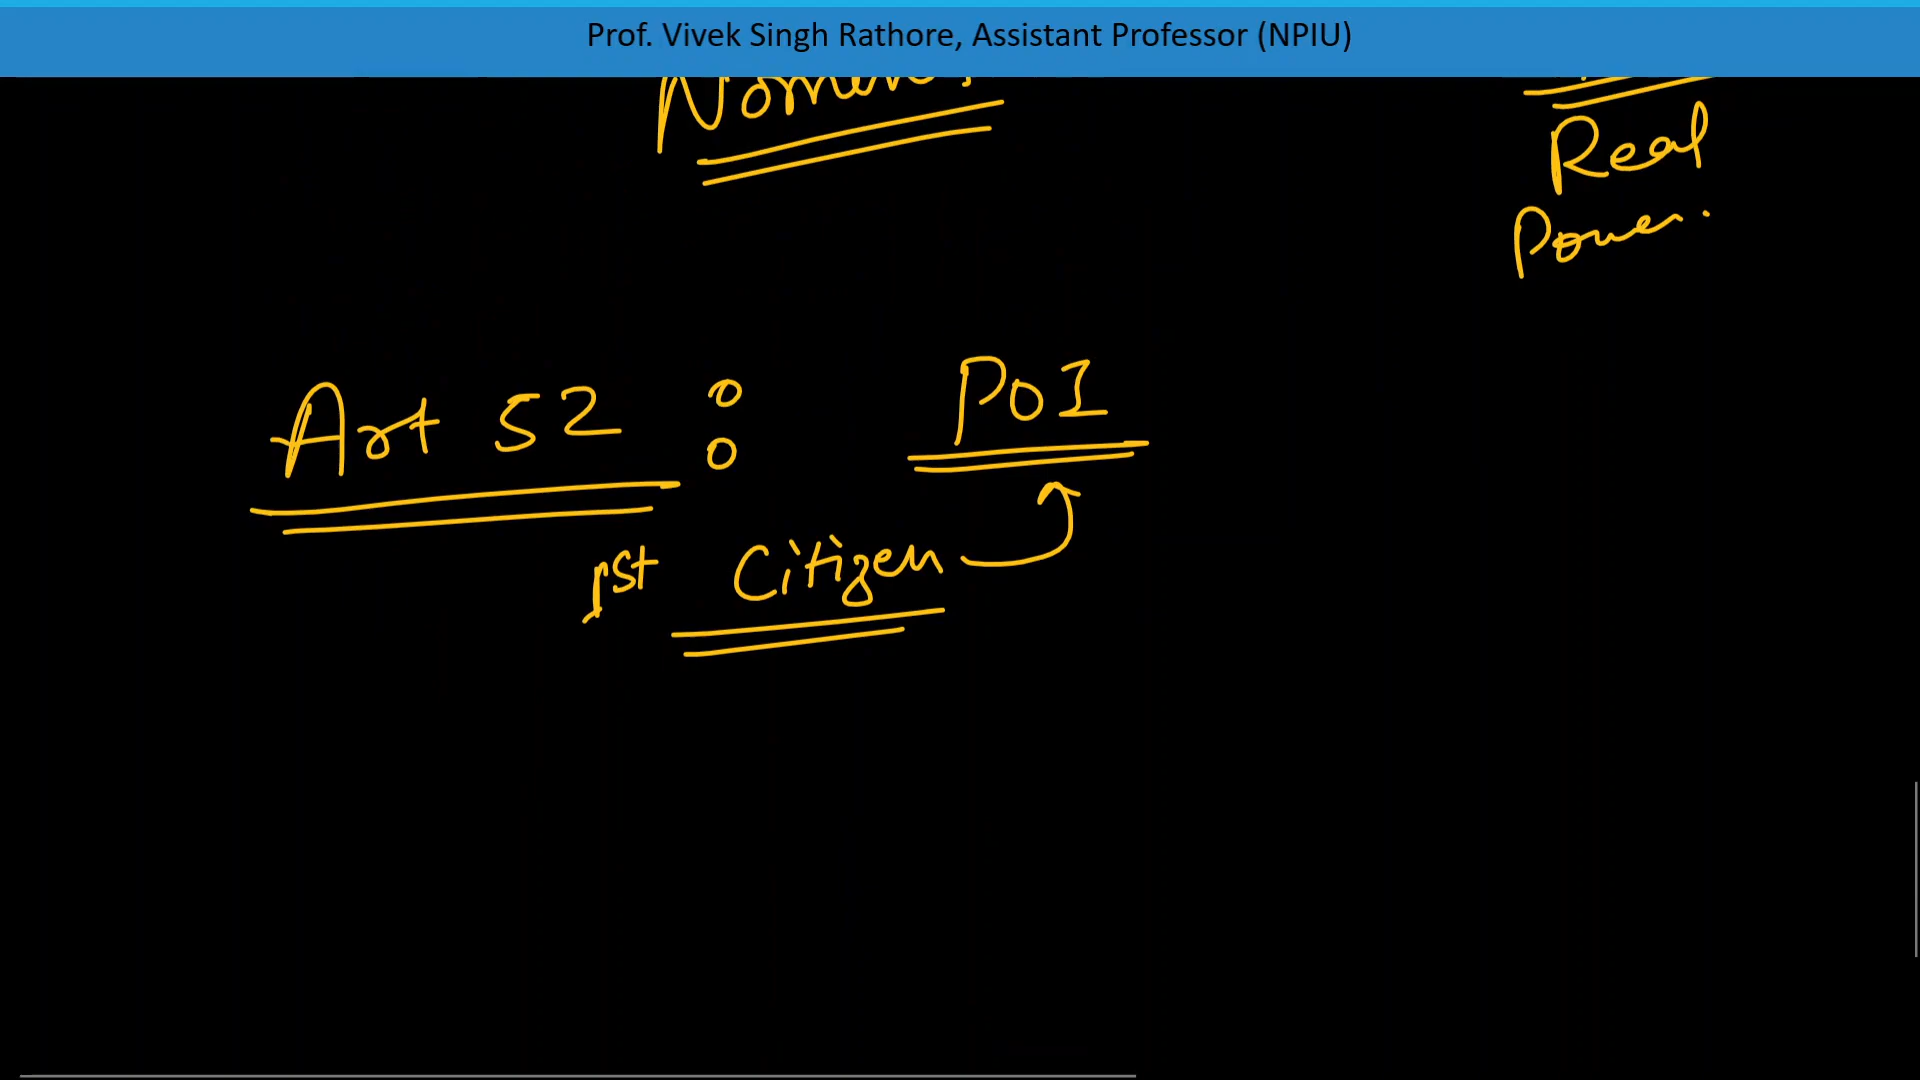 Prof. Vivek Singh Rathore, Assistant Professor (NPIU)
Real
Power.
Art 52 : PoI
1st Citizen